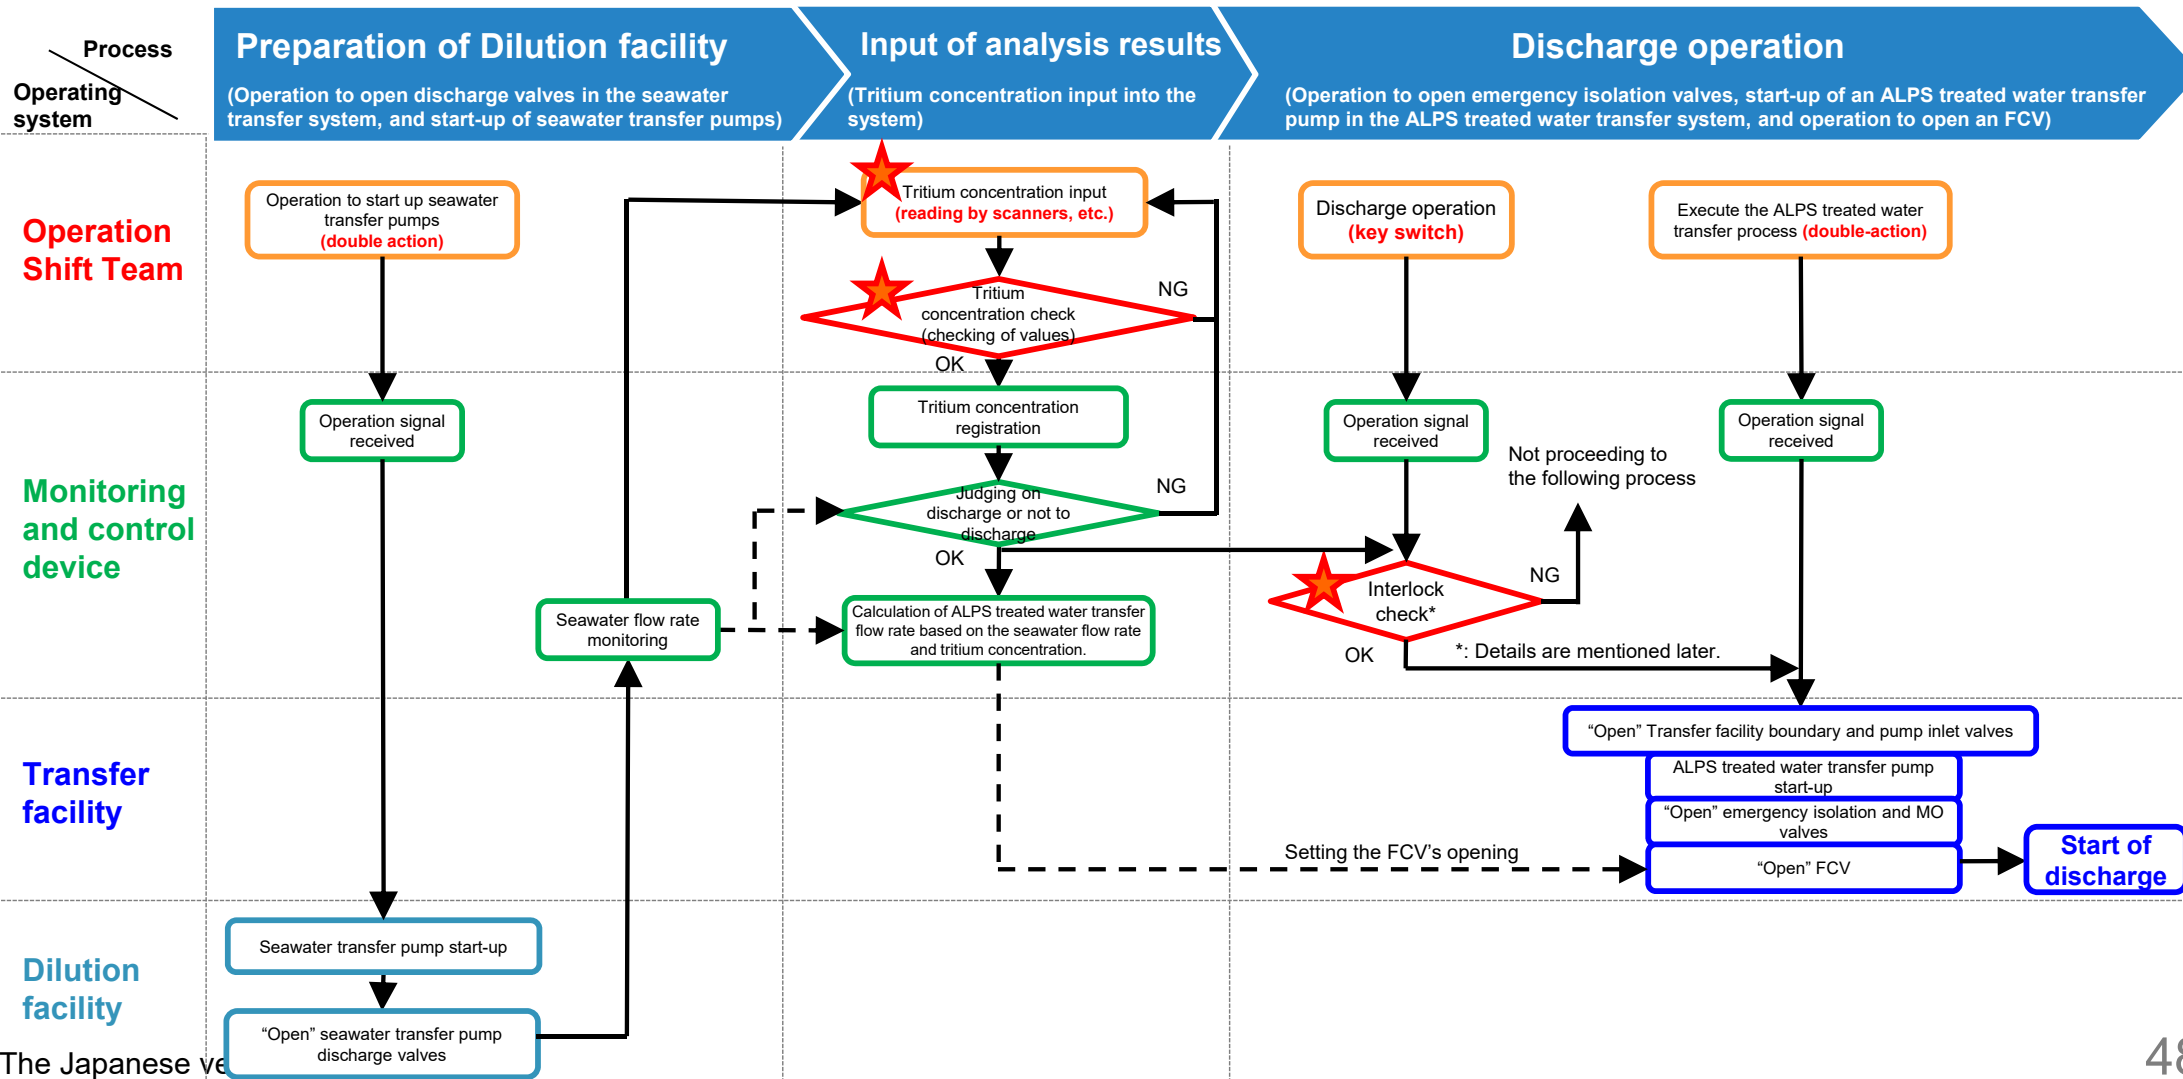 Process
Operating
system
Preparation of Dilution facility
(Operation to open discharge valves in the seawater
transfer system, and start-up of seawater transfer pumps)
Input of analysis results
(Tritium concentration input into the
system)
Discharge operation
(Operation to open emergency isolation valves, start-up of an ALPS treated water transfer
pump in the ALPS treated water transfer system, and operation to open an FCV)
Operation
Shift Team
Operation to start up seawater
transfer pumps
(double action)
Tritium concentration input
(reading by scanners, etc.)
Tritium
concentration check
(checking of values)
NG
OK
Discharge operation
(key switch)
Execute the ALPS treated water
transfer process (double-action)
Monitoring
and control
device
Operation signal
received
Seawater flow rate
monitoring
Tritium concentration
registration
Judging on
discharge or not to
discharge
NG
OK
Calculation of ALPS treated water transfer
flow rate based on the seawater flow rate
and tritium concentration.
Operation signal
received
Not proceeding to
the following process
Interlock
check*
NG
OK
*: Details are mentioned later.
Operation signal
received
Transfer
facility
"Open" Transfer facility boundary and pump inlet valves
ALPS treated water transfer pump
start-up
"Open" emergency isolation and MO
valves
Setting the FCV's opening
"Open" FCV
Start of
discharge
Dilution
facility
Seawater transfer pump start-up
"Open" seawater transfer pump
discharge valves
The Japanese ve
48